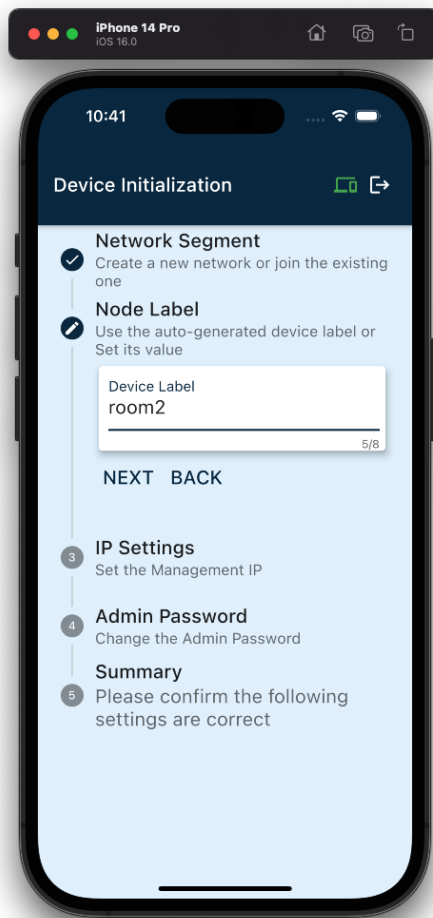 iPhone 14 Pro
iOS 16.0
10:41
Device Initialization
Network Segment
Create a new network or join the existing
one
Node Label
Use the auto-generated device label or
Set its value
Device Label
room2
5/8
NEXT BACK
3
IP Settings
Set the Management IP
4
Admin Password
Change the Admin Password
Summary
5
Please confirm the following
settings are correct